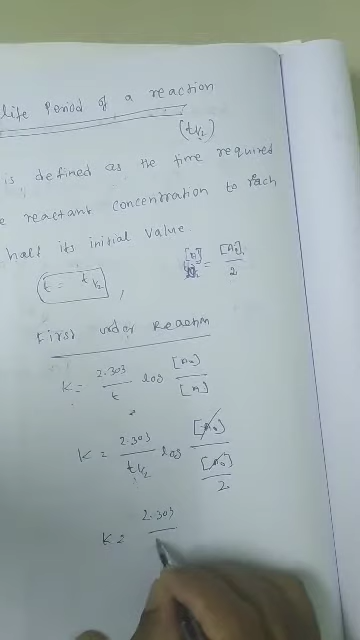 life Period of a reaction
(t1/2)
is defined as the time required
e reactant concentration to reach
half its initial value.
t = t1/2 , [A] = [A0] / 2
First order Reaction
K = 2.303 / t log [A0] / [A]
K = 2.303 / t1/2 log [A0] / [A0] / 2
K = 2.303